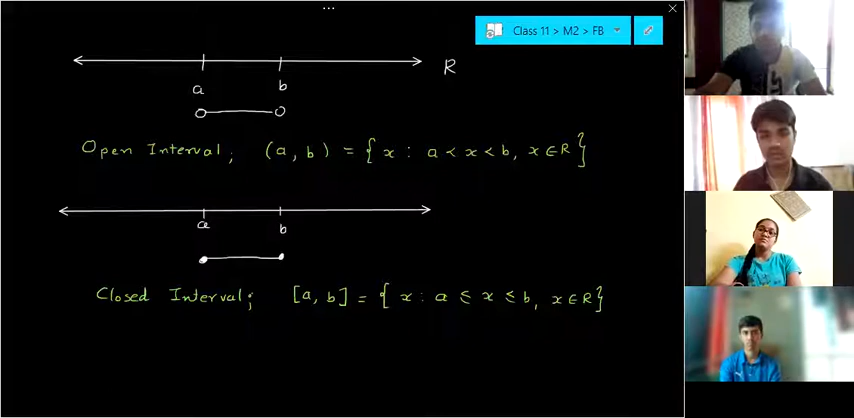 Class 11 > M2 > FB
R
a b
Open Interval; (a, b) = { x : a < x < b, x ∈ R }
a b
Closed Interval; [a, b] = { x : a ≤ x ≤ b, x ∈ R }